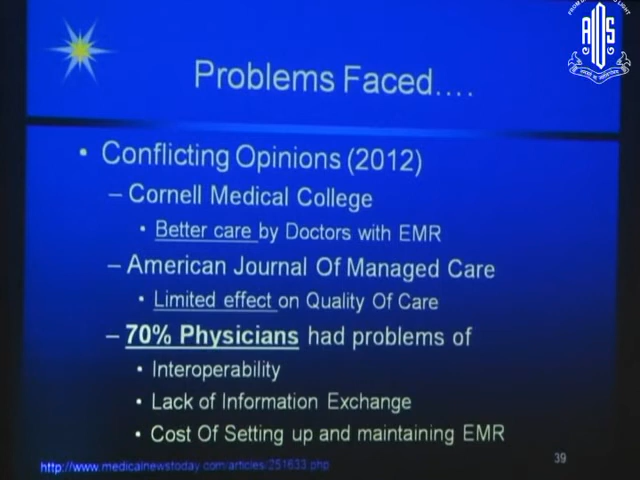 Problems Faced....
• Conflicting Opinions (2012)
– Cornell Medical College
• Better care by Doctors with EMR
– American Journal Of Managed Care
• Limited effect on Quality Of Care
– 70% Physicians had problems of
• Interoperability
• Lack of Information Exchange
• Cost Of Setting up and maintaining EMR
http://www.medicalnewstoday.com/articles/251633.php
39